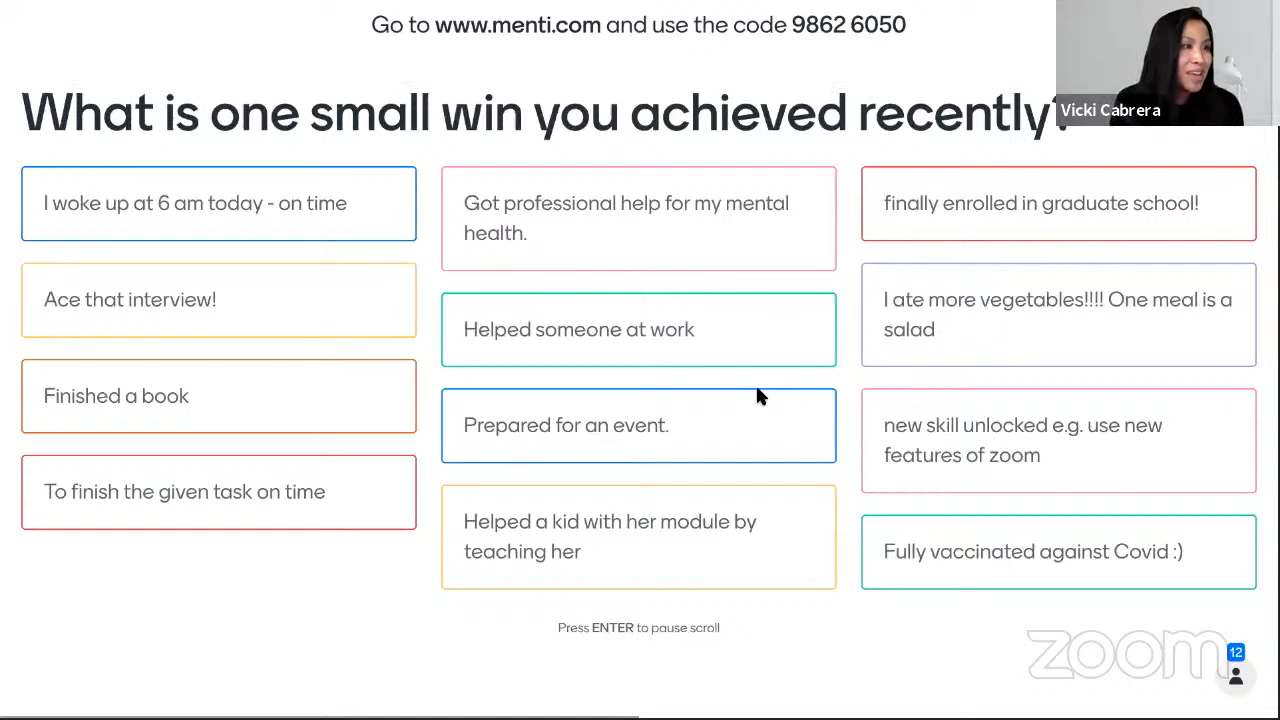 Go to www.menti.com and use the code 9862 6050
Vicki Cabrera
What is one small win you achieved recently?
I woke up at 6 am today - on time
Ace that interview!
Finished a book
To finish the given task on time
Got professional help for my mental
health.
Helped someone at work
Prepared for an event.
Helped a kid with her module by
teaching her
finally enrolled in graduate school!
I ate more vegetables!!!! One meal is a
salad
new skill unlocked e.g. use new
features of zoom
Fully vaccinated against Covid :)
Press ENTER to pause scroll
zoom
12